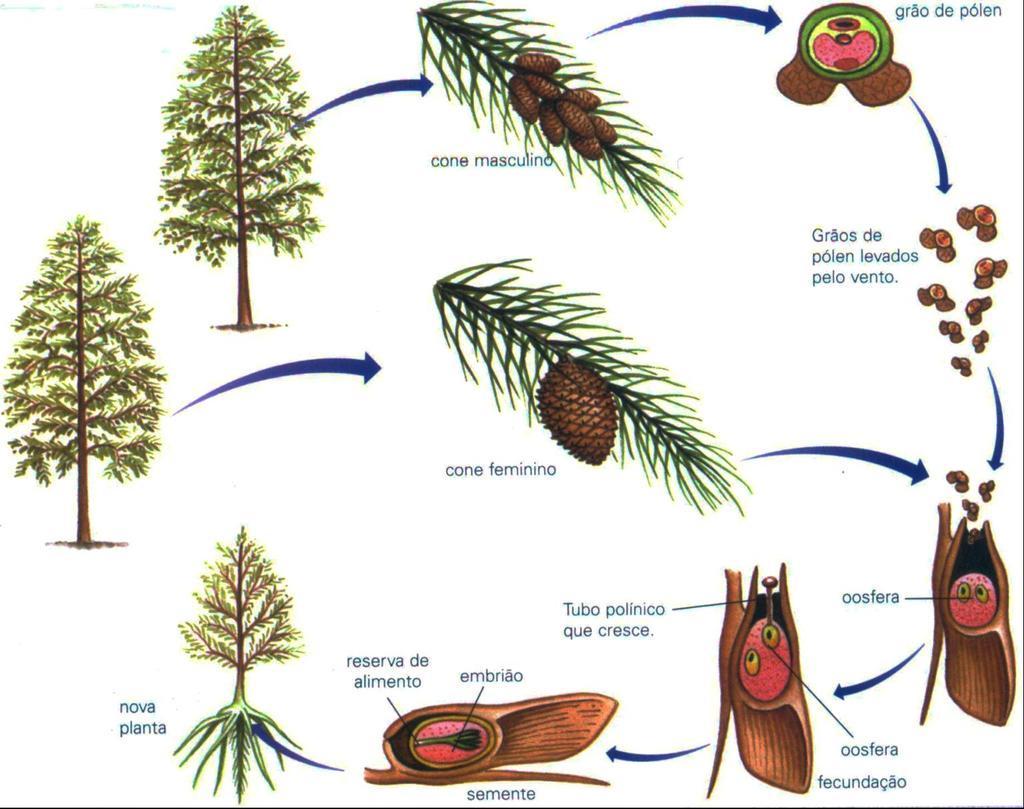 grão de pólen
cone masculino
Grãos de
pólen levados
pelo vento.
cone feminino
oosfera
Tubo polínico
que cresce.
oosfera
fecundação
reserva de
alimento
embrião
semente
nova
planta